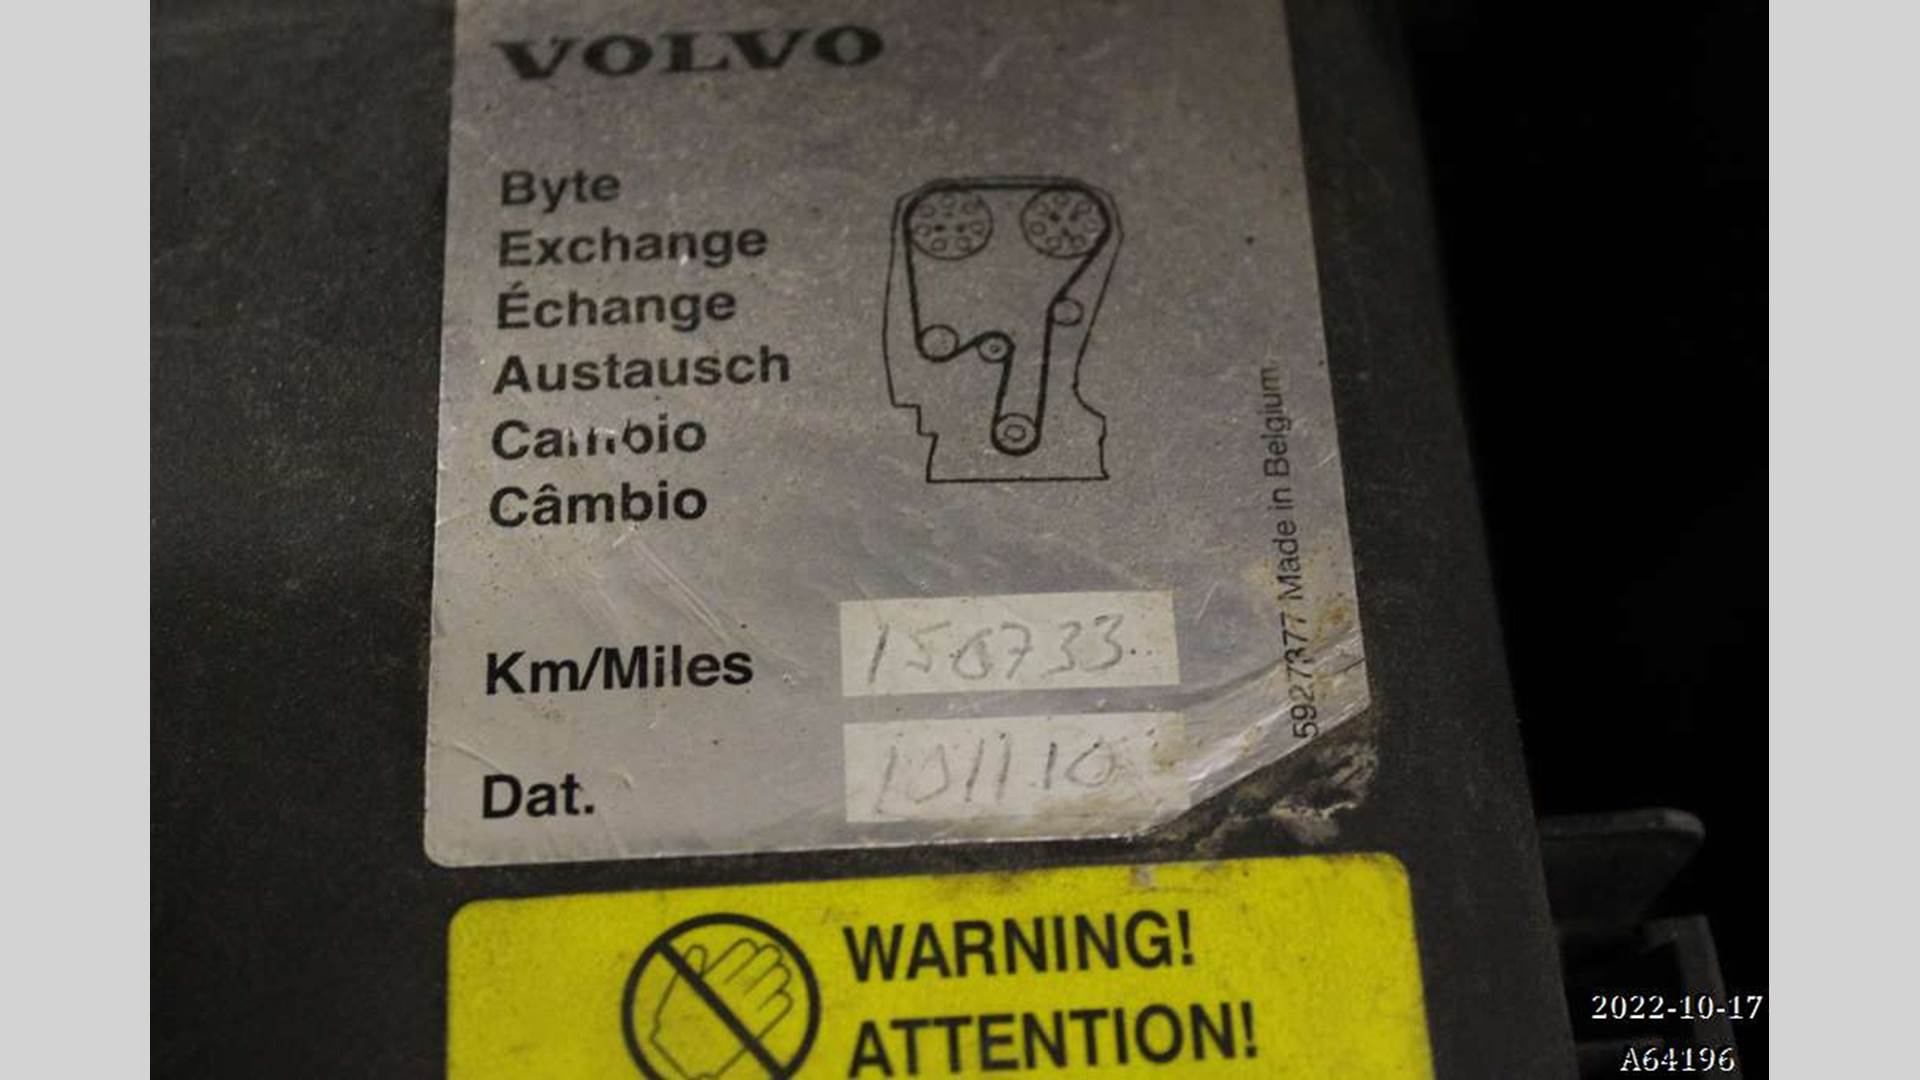 VOLVO
Byte
Exchange
Échange
Austausch
Cambio
Câmbio
Km/Miles 150733
Dat. 101110
5927377 Made in Belgium.
WARNING!
ATTENTION!
2022-10-17
A64196